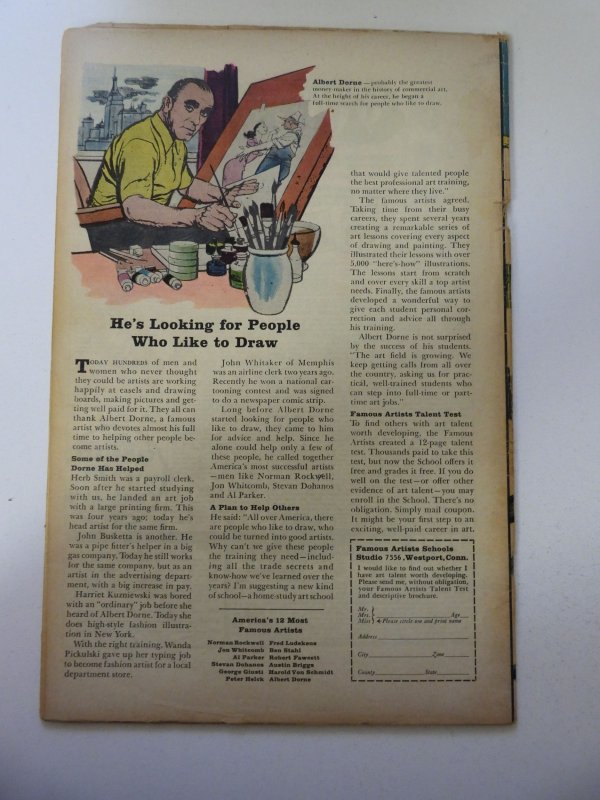 Albert Dorne—probably the greatest
money maker in the history of commercial art.
At the height of his career, he began a
full-time search for people who like to draw.
He's Looking for People
Who Like to Draw
TODAY HUNDREDS of men and
women who never thought
they could be artists are working
happily at easels and drawing
boards, making pictures and get-
ting well paid for it. They all can
thank Albert Dorne, a famous
artist who devotes almost his full
time to helping other people be-
come artists.
Some of the People
Dorne Has Helped
Herb Smith was a payroll clerk.
Soon after he started studying
with us, he landed an art job
with a large printing firm. This
was four years ago; today he's
head artist for the same firm.
John Busketta is another. He
was a pipe fitter's helper in a big
gas company. Today he still works
for the same company, but as an
artist in the advertising depart-
ment, with a big increase in pay.
Harriet Kuzniewski was bored
with an "ordinary" job before she
heard of Albert Dorne. Today she
does high-style fashion illustra-
tion in New York.
With the right training, Wanda
Pickulski gave up her typing job
to become fashion artist for a local
department store.
John Whitaker of Memphis
was an airline clerk two years ago.
Recently he won a national car-
tooning contest and was signed
to do a newspaper comic strip.
Long before Albert Dorne
started looking for people who
like to draw, they came to him
for advice and help. Since he
alone could help only a few of
these people, he called together
America's most successful artists
—men like Norman Rockwell,
Jon Whitcomb, Stevan Dohanos
and Al Parker.
A Plan to Help Others
He said: "All over America, there
are people who like to draw, who
could be turned into good artists.
Why can't we give these people
the training they need—includ-
ing all the trade secrets and
know-how we've learned over the
years? I'm suggesting a new kind
of school—a home-study art school
America's 12 Most
Famous Artists
Norman Rockwell Fred Ludekens
Jon Whitcomb Ben Stahl
Al Parker Robert Fawcett
Stevan Dohanos Austin Briggs
George Giusti Harold Von Schmidt
Peter Helck Albert Dorne
that would give talented people
the best professional art training,
no matter where they live."
The famous artists agreed.
Taking time from their busy
careers, they spent several years
creating a remarkable series of
art lessons covering every aspect
of drawing and painting. They
illustrated their lessons with over
5,000 "here's-how" illustrations.
The lessons start from scratch
and cover every skill a top artist
needs. Finally, the famous artists
developed a wonderful way to
give each student personal cor-
rection and advice all through
his training.
Albert Dorne is not surprised
by the success of his students.
"The art field is growing. We
keep getting calls from all over
the country, asking us for prac-
tical, well-trained students who
can step into full-time or part-
time art jobs."
Famous Artists Talent Test
To find others with art talent
worth developing, the Famous
Artists created a 12-page talent
test. Thousands paid to take this
test, but now the School offers it
free and grades it free. If you do
well on the test—or offer other
evidence of art talent—you may
enroll in the School. There's no
obligation. Simply mail coupon.
It might be your first step to an
exciting, well-paid career in art.
Famous Artists Schools
Studio 7356, Westport, Conn.
I would like to find out whether I
have art talent worth developing.
Please send me, without obligation,
your Famous Artists Talent Test
and descriptive brochure.
Mr.
Mrs. Age
Miss Please circle one and print name
Address
City Zone
County State